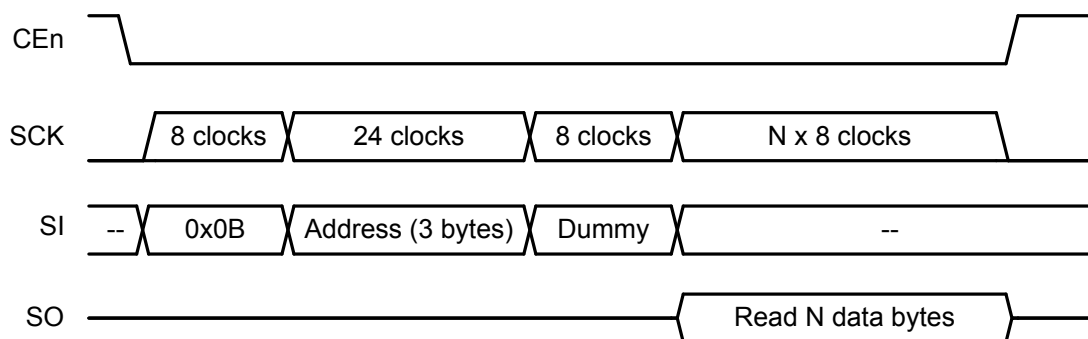 CEn
SCK 8 clocks 24 clocks 8 clocks N x 8 clocks
SI -- 0x0B Address (3 bytes) Dummy --
SO Read N data bytes